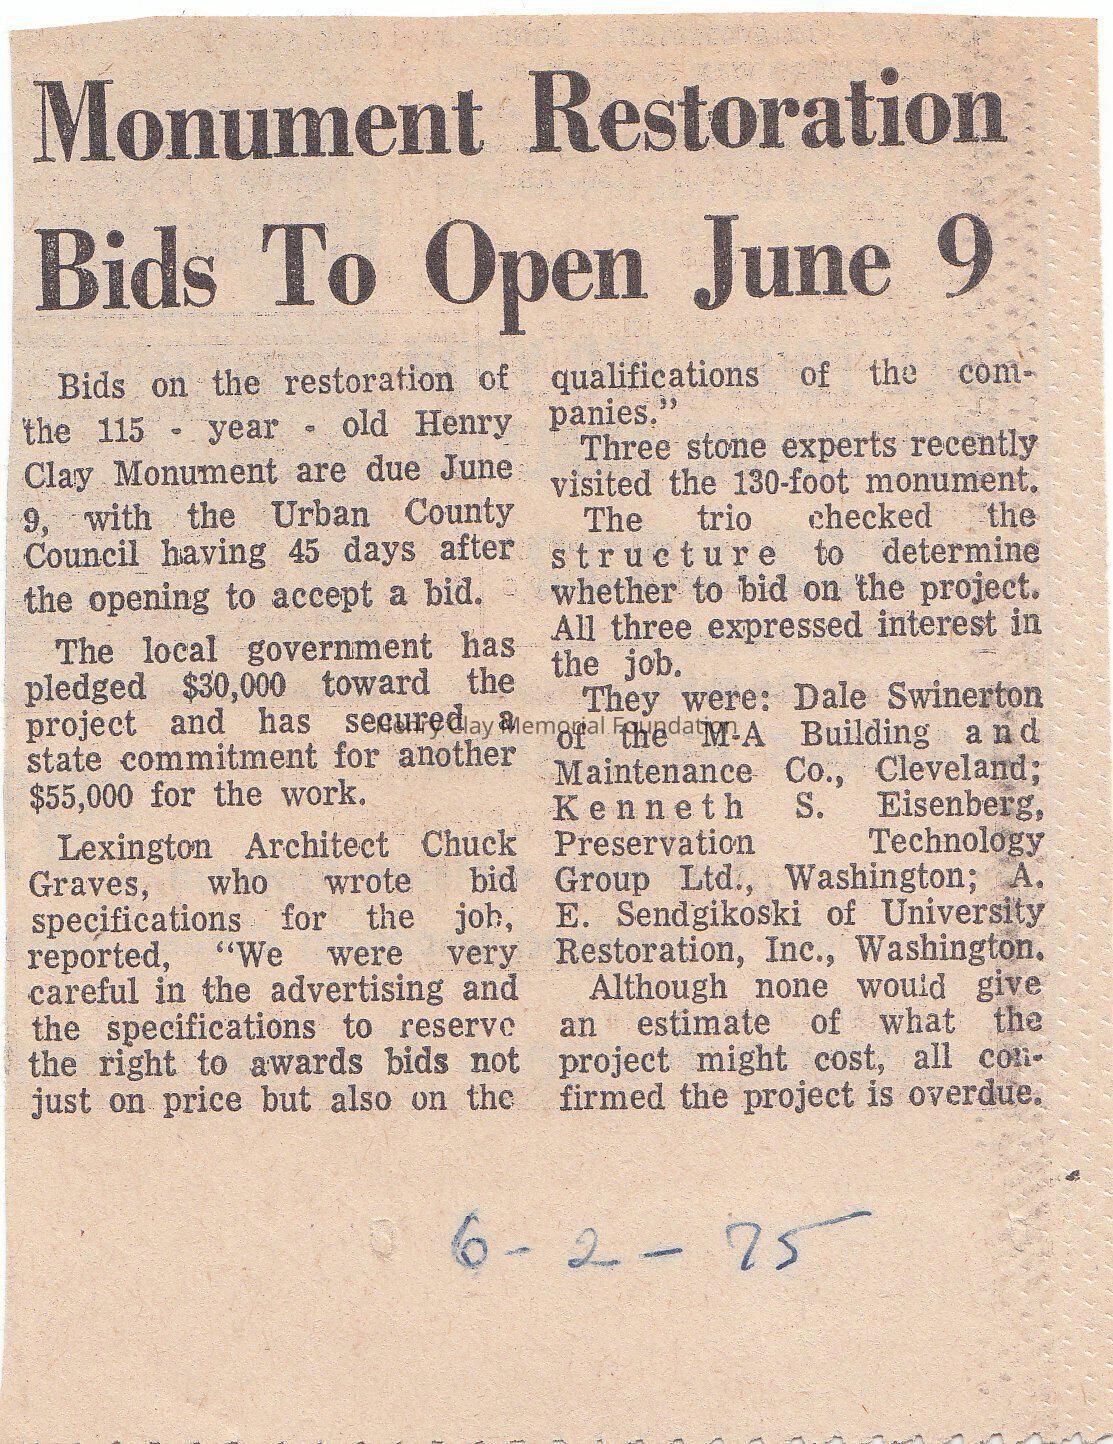 Monument Restoration
Bids To Open June 9
Bids on the restoration of
the 115 - year - old Henry
Clay Monument are due June
9, with the Urban County
Council having 45 days after
the opening to accept a bid.
The local government has
pledged $30,000 toward the
project and has secured a
state commitment for another
$55,000 for the work.
Lexington Architect Chuck
Graves, who wrote bid
specifications for the job,
reported, “We were very
careful in the advertising and
the specifications to reserve
the right to awards bids not
just on price but also on the
qualifications of the com-
panies.”
Three stone experts recently
visited the 130-foot monument.
The trio checked the
structure to determine
whether to bid on the project.
All three expressed interest in
the job.
They were: Dale Swinerton
of the M-A Building and
Maintenance Co., Cleveland;
Kenneth S. Eisenberg,
Preservation Technology
Group Ltd., Washington; A.
E. Sendgikoski of University
Restoration, Inc., Washington.
Although none would give
an estimate of what the
project might cost, all con-
firmed the project is overdue.
Henry Clay Memorial Foundation
6-2-75